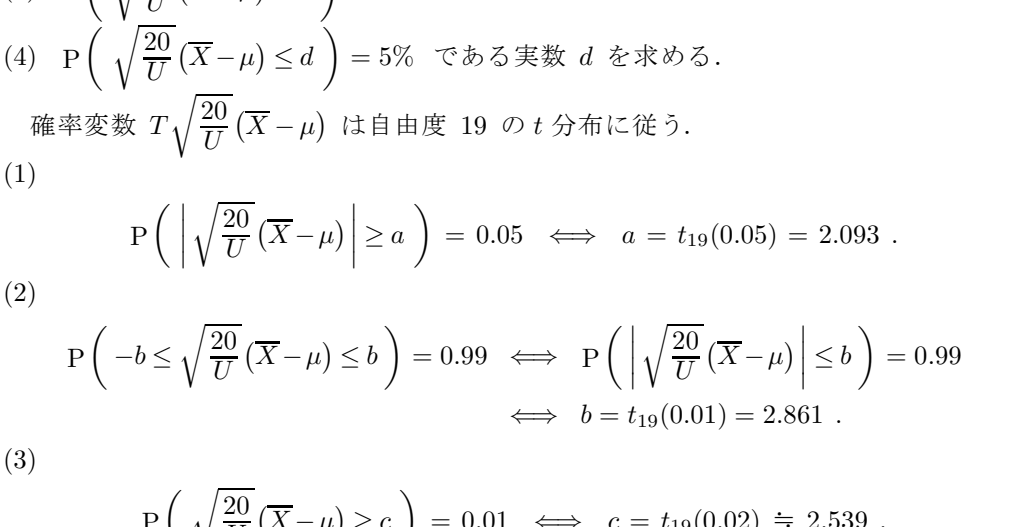 (4) P( √(20/U) (X̄ − μ) ≤ d ) = 5% である実数 d を求める.
確率変数 T √(20/U) (X̄ − μ) は自由度 19 の t 分布に従う.
(1)
P( | √(20/U) (X̄ − μ) | ≥ a ) = 0.05 ⟺ a = t₁₉(0.05) = 2.093 .
(2)
P( −b ≤ √(20/U) (X̄ − μ) ≤ b ) = 0.99 ⟺ P( | √(20/U) (X̄ − μ) | ≤ b ) = 0.99
⟺ b = t₁₉(0.01) = 2.861 .
(3)
P( √(20/U) (X̄ − μ) ≥ c ) = 0.01 ⟺ c = t₁₉(0.02) ≒ 2.539 .